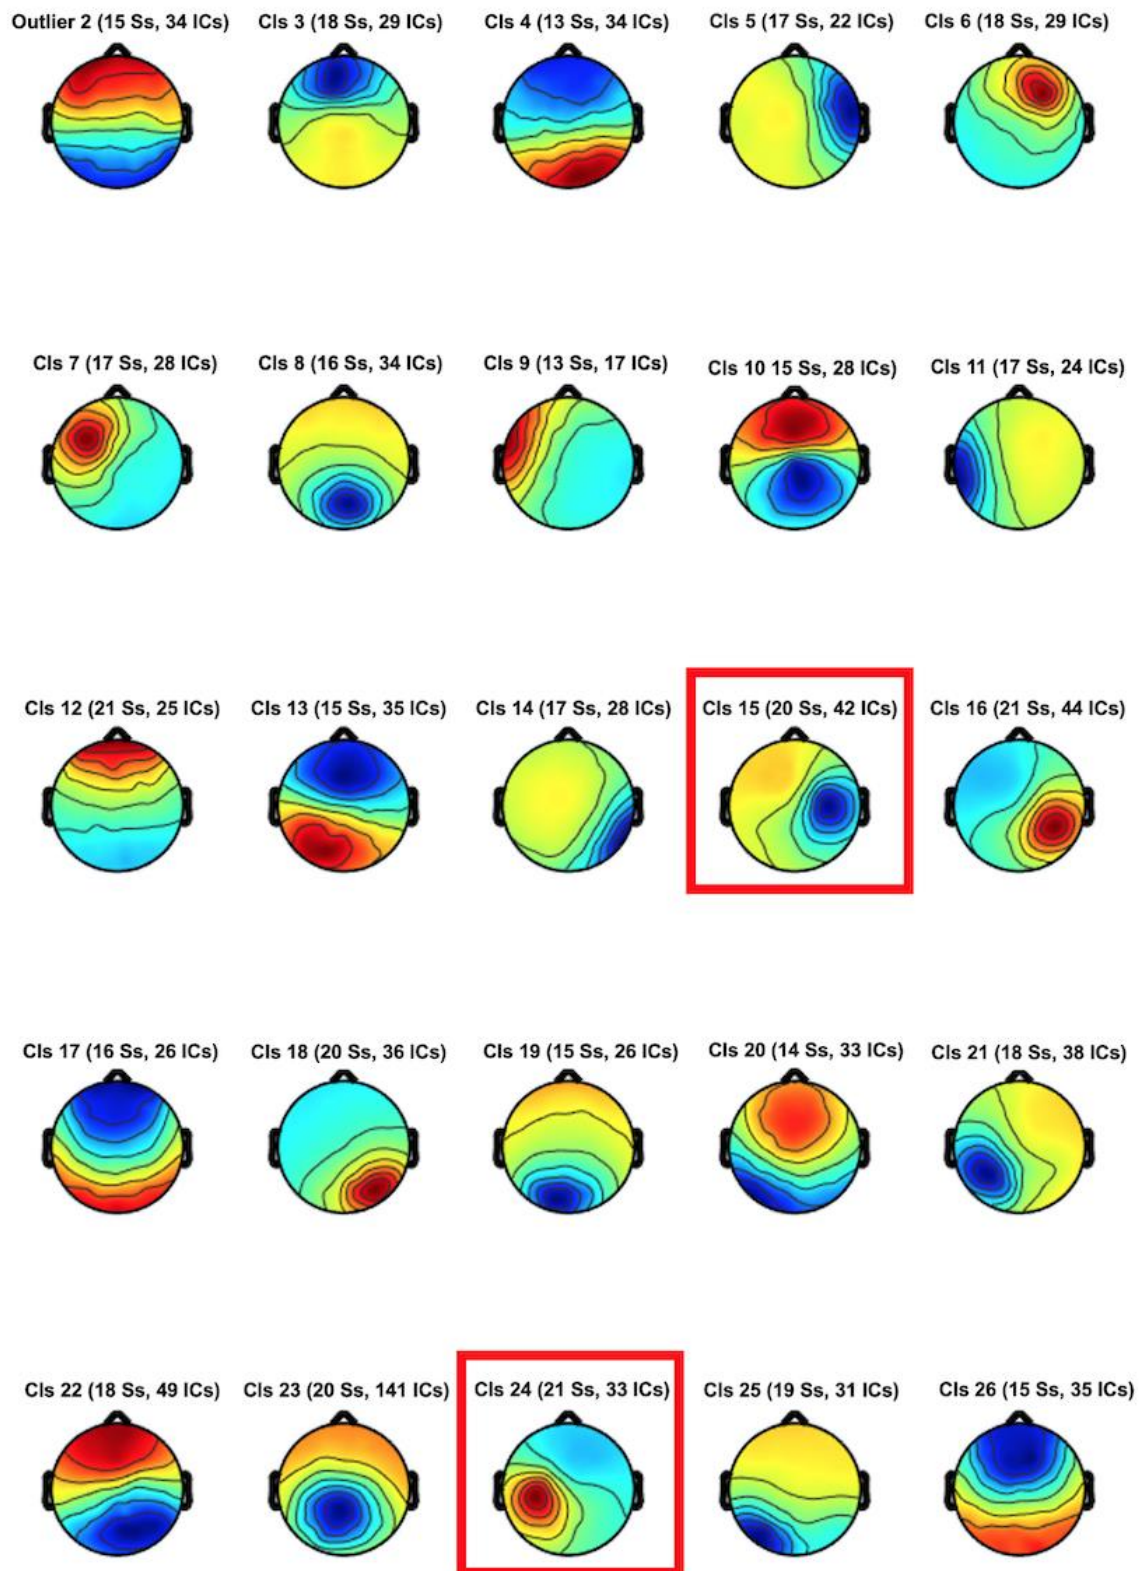 Outlier 2 (15 Ss, 34 ICs) Cls 3 (18 Ss, 29 ICs) Cls 4 (13 Ss, 34 ICs) Cls 5 (17 Ss, 22 ICs) Cls 6 (18 Ss, 29 ICs)
Cls 7 (17 Ss, 28 ICs) Cls 8 (16 Ss, 34 ICs) Cls 9 (13 Ss, 17 ICs) Cls 10 15 Ss, 28 ICs) Cls 11 (17 Ss, 24 ICs)
Cls 12 (21 Ss, 25 ICs) Cls 13 (15 Ss, 35 ICs) Cls 14 (17 Ss, 28 ICs) Cls 15 (20 Ss, 42 ICs) Cls 16 (21 Ss, 44 ICs)
Cls 17 (16 Ss, 26 ICs) Cls 18 (20 Ss, 36 ICs) Cls 19 (15 Ss, 26 ICs) Cls 20 (14 Ss, 33 ICs) Cls 21 (18 Ss, 38 ICs)
Cls 22 (18 Ss, 49 ICs) Cls 23 (20 Ss, 141 ICs) Cls 24 (21 Ss, 33 ICs) Cls 25 (19 Ss, 31 ICs) Cls 26 (15 Ss, 35 ICs)